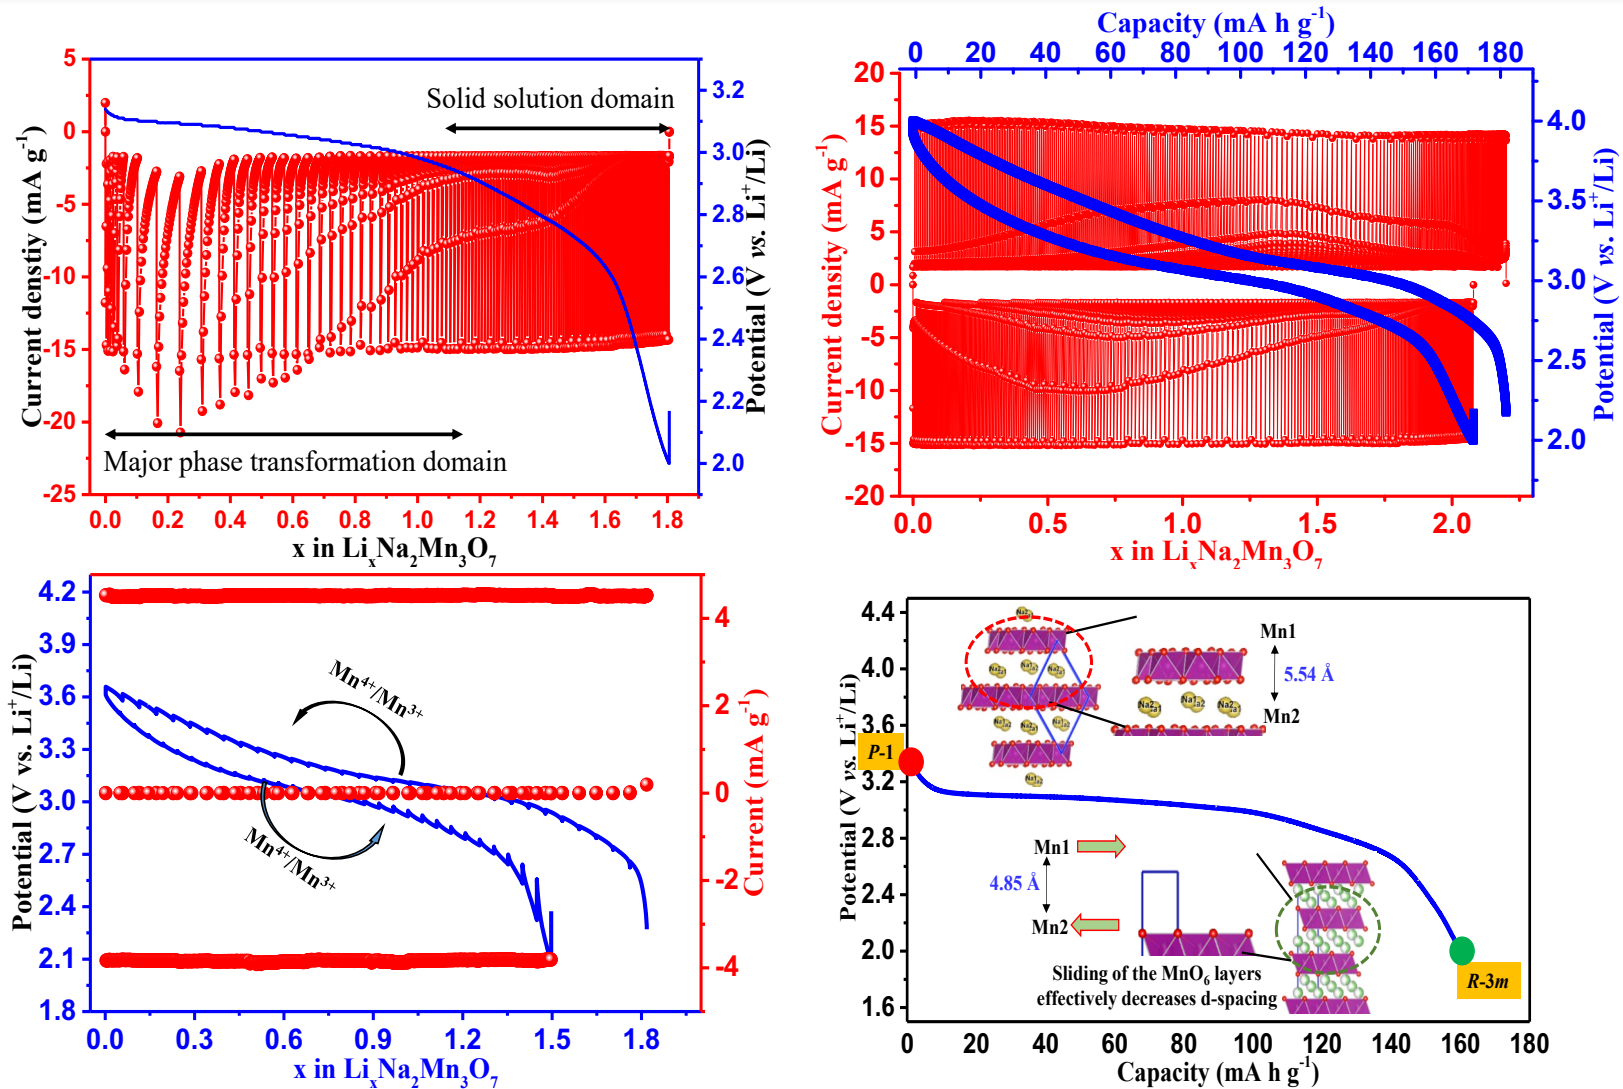 Capacity (mA h g-1)
0 20 40 60 80 100 120 140 160 180
5
0
-5
-10
-15
-20
-25
Current denstiy (mA g-1)
Solid solution domain
Major phase transformation domain
3.2
3.0
2.8
2.6
2.4
2.2
2.0
Potential (V vs. Li+/Li)
0.0 0.2 0.4 0.6 0.8 1.0 1.2 1.4 1.6 1.8
x in LixNa2Mn3O7
20
15
10
5
0
-5
-10
-15
-20
Current density (mA g-1)
4.0
3.5
3.0
2.5
2.0
Potential (V vs. Li+/Li)
0.0 0.5 1.0 1.5 2.0
x in LixNa2Mn3O7
4.2
3.9
3.6
3.3
3.0
2.7
2.4
2.1
1.8
Potential (V vs. Li+/Li)
Mn4+/Mn3+
Mn4+/Mn3+
4
2
0
-2
-4
Current (mA g-1)
0.0 0.3 0.6 0.9 1.2 1.5 1.8
x in LixNa2Mn3O7
4.4
4.0
3.6
3.2
2.8
2.4
2.0
1.6
Potential (V vs. Li+/Li)
P-1
Mn1
5.54 Å
Mn2
Mn1
4.85 Å
Mn2
Sliding of the MnO6 layers
effectively decreases d-spacing
R-3m
0 20 40 60 80 100 120 140 160 180
Capacity (mA h g-1)